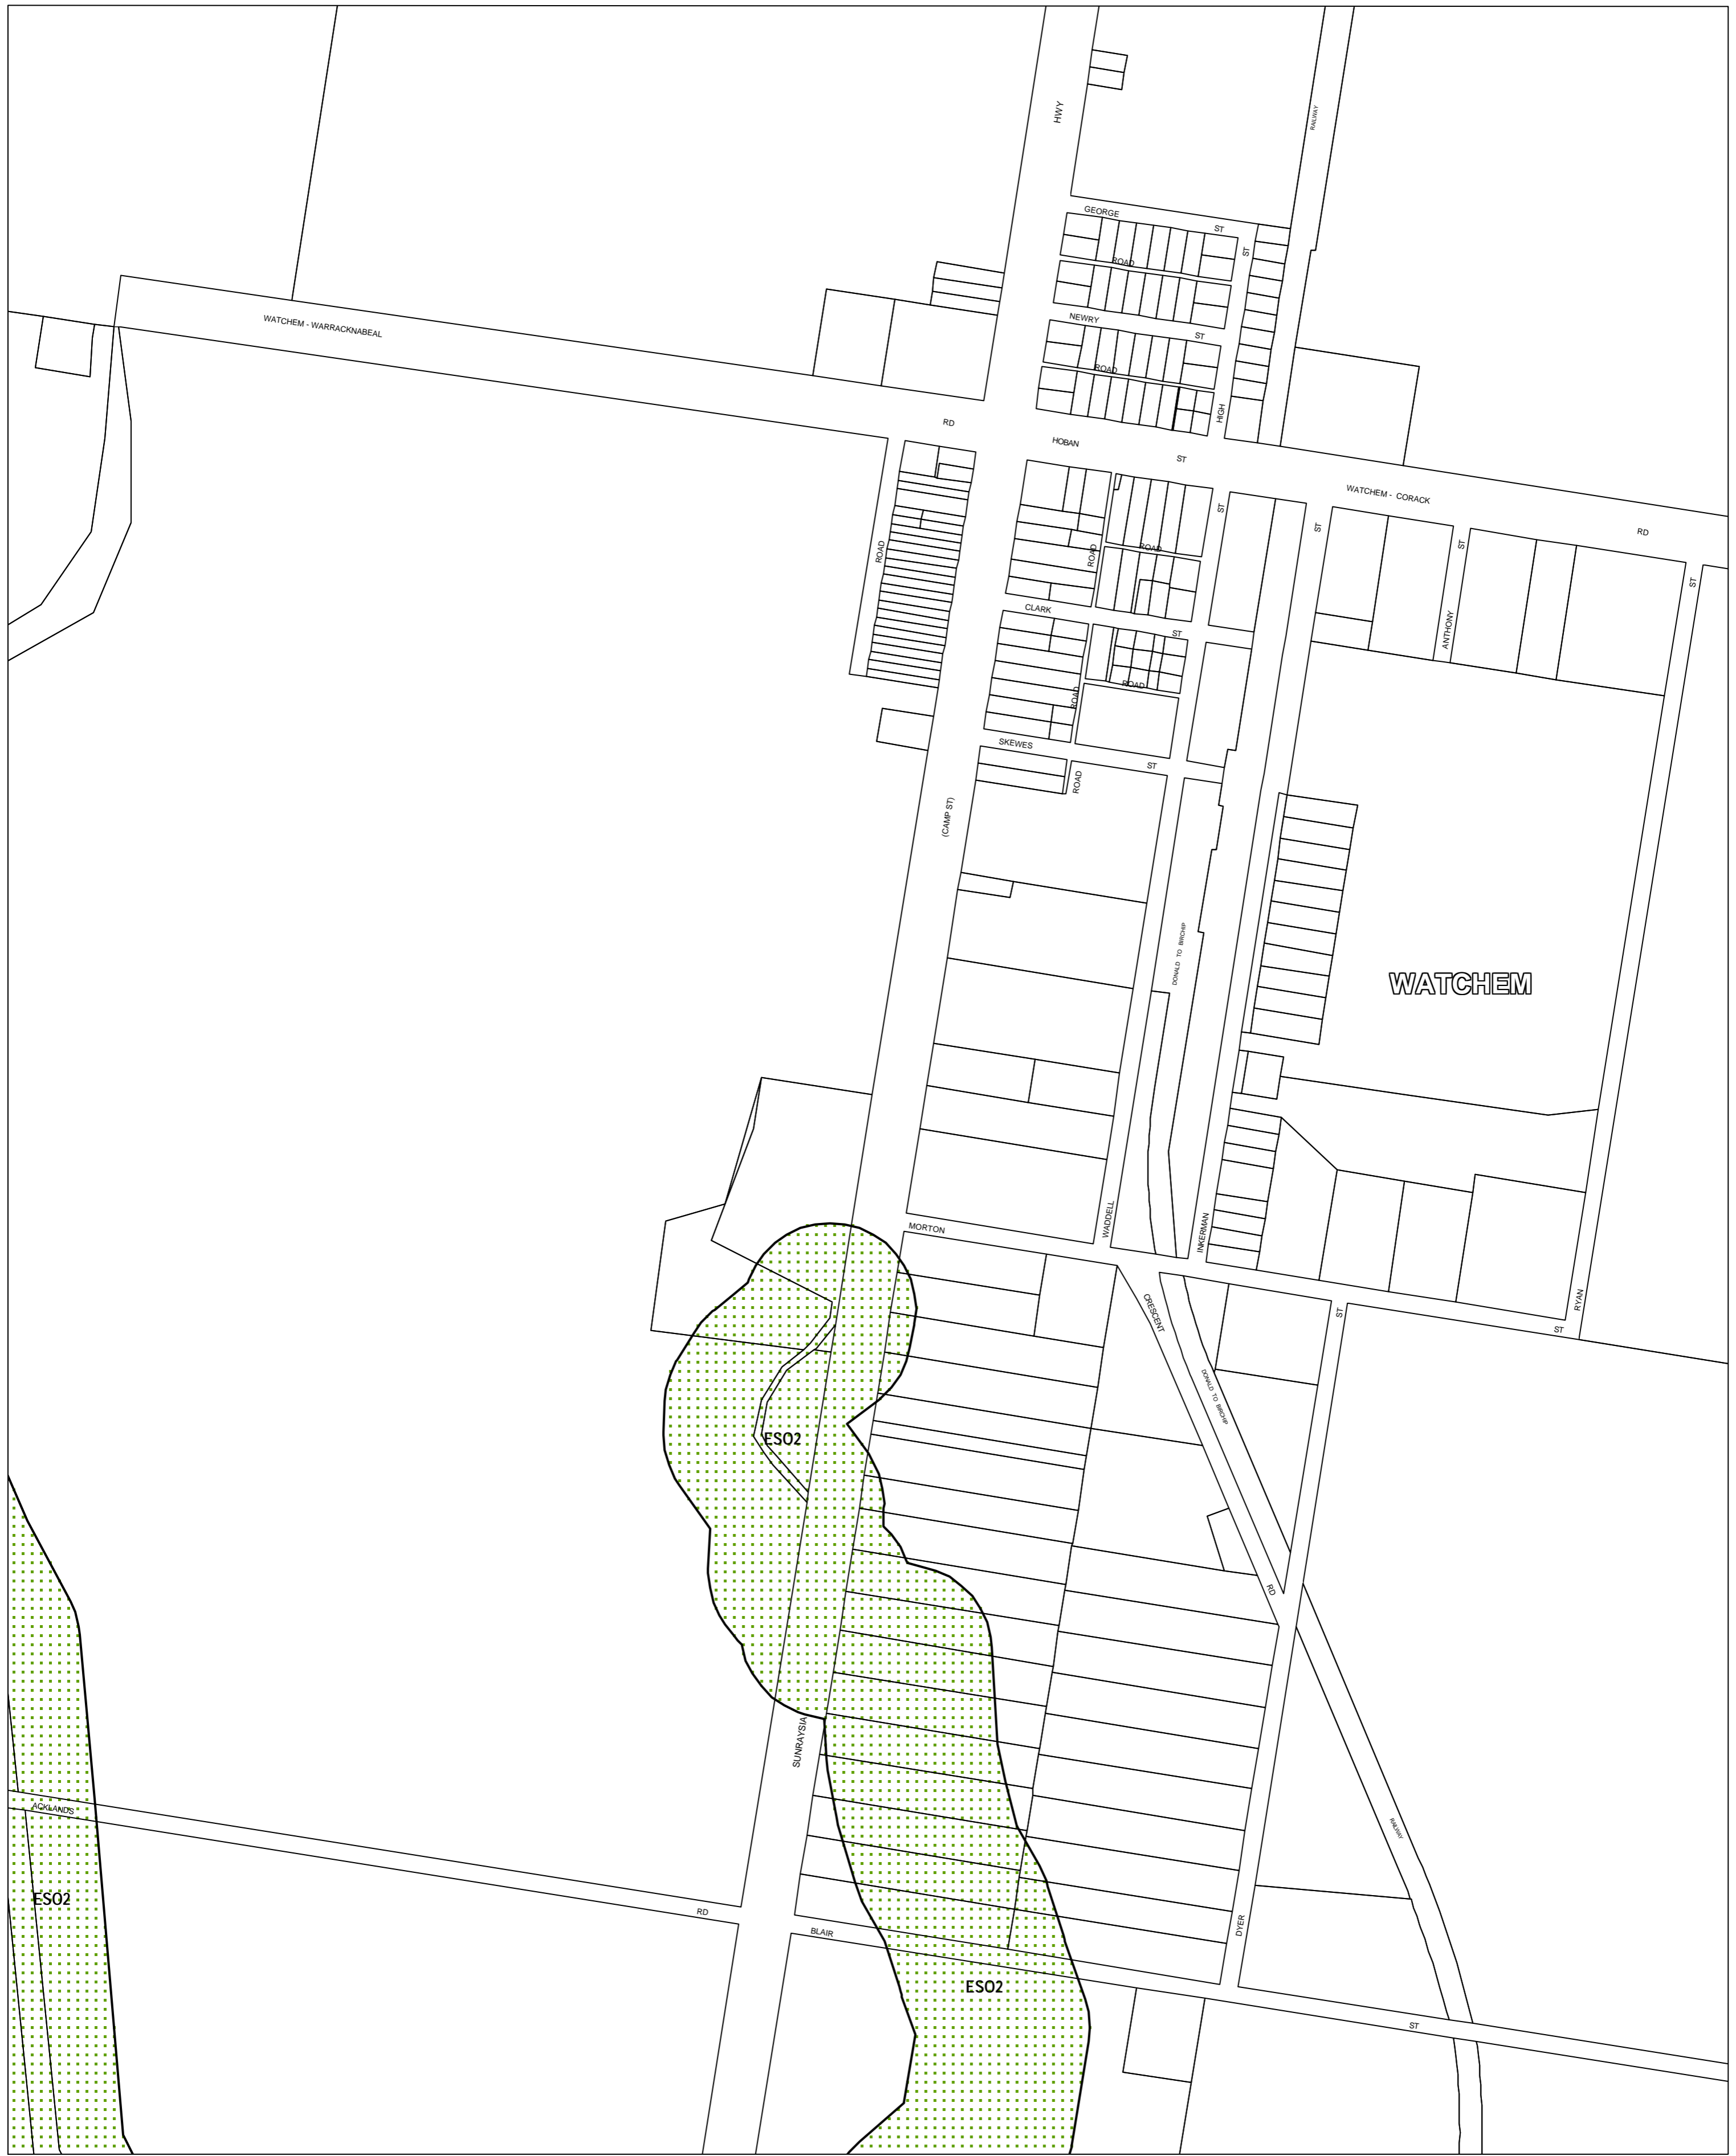 HWY
RAILWAY
GEORGE
ST
ST
ROAD
NEWRY
ST
WATCHEM - WARRACKNABEAL
ROAD
HIGH
RD
HOBAN
ST
WATCHEM - CORACK
RD
ST
ST
ST
ROAD
ROAD
ROAD
ST
CLARK
ST
ANTHONY
ROAD
ROAD
SKEWES
ST
ROAD
(CAMP ST)
DONALD TO BIRCHIP
WATCHEM
MORTON
WADDELL
INKERMAN
CRESCENT
ST
RYAN
ST
DONALD TO BIRCHIP
ESO2
RD
SUNRAYSIA
ACKLANDS
RAILWAY
ESO2
RD
BLAIR
DYER
ESO2
ST